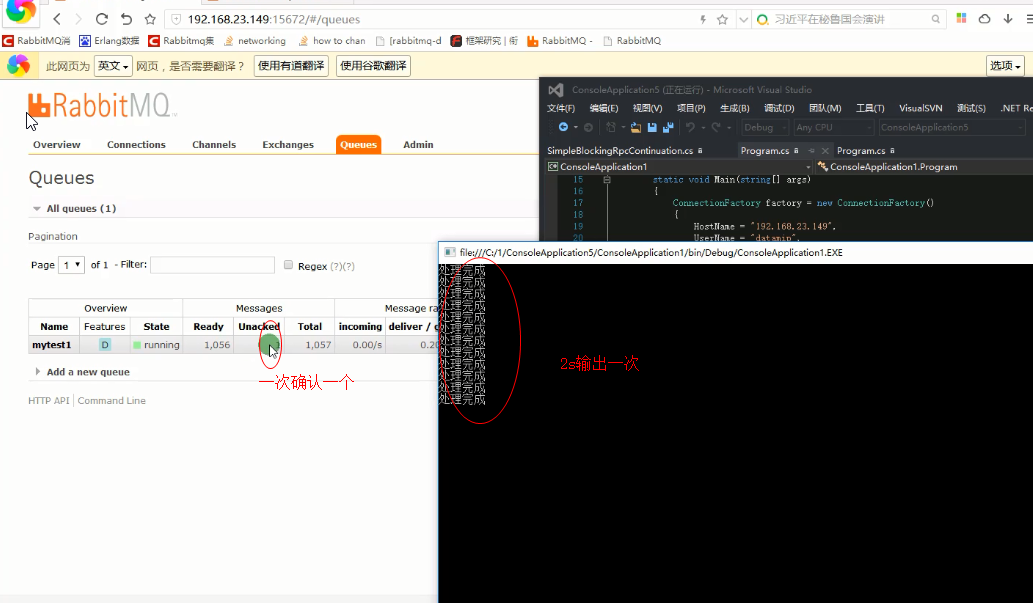 192.168.23.149:15672/#/queues
习近平在秘鲁国会演讲
RabbitMQ消
Erlang数据
Rabbitmq集
networking
how to chan
[rabbitmq-d
框架研究 | 衔
RabbitMQ -
RabbitMQ
此网页为 英文 网页，是否需要翻译？ 使用有道翻译 使用谷歌翻译
选项
RabbitMQ
Overview Connections Channels Exchanges Queues Admin
Queues
All queues (1)
Pagination
Page 1 of 1 - Filter: Regex (?)(?)
Overview Messages Message ra
Name Features State Ready Unacked Total incoming deliver / g
mytest1 D running 1,056 1,057 0.00/s 0.20
一次确认一个
Add a new queue
HTTP API | Command Line
ConsoleApplication5 (正在运行) - Microsoft Visual Studio
文件(F) 编辑(E) 视图(V) 项目(P) 生成(B) 调试(D) 团队(M) 工具(T) VisualSVN 测试(S) .NET Re
Debug Any CPU ConsoleApplication5
SimpleBlockingRpcContinuation.cs Program.cs Program.cs
ConsoleApplication1 ConsoleApplication1.Program
15 static void Main(string[] args)
16 {
17 ConnectionFactory factory = new ConnectionFactory()
18 {
19 HostName = "192.168.23.149",
20 UserName = "datamip",
file:///C:/1/ConsoleApplication5/ConsoleApplication1/bin/Debug/ConsoleApplication1.EXE
处理完成
处理完成
处理完成
处理完成
处理完成
处理完成
处理完成
处理完成
处理完成
处理完成
处理完成
处理完成
2s输出一次